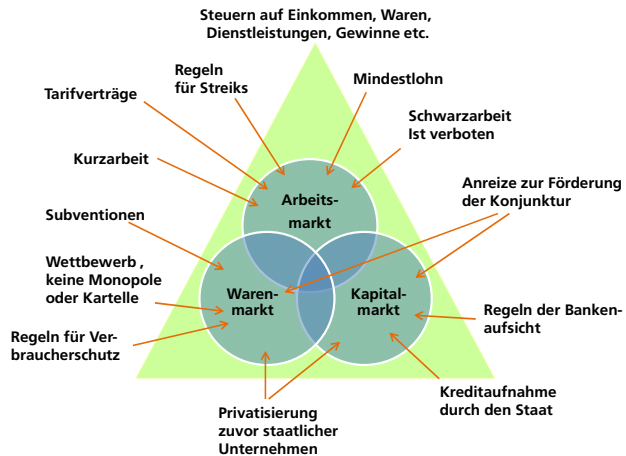 Steuern auf Einkommen, Waren,
Dienstleistungen, Gewinne etc.
Regeln
für Streiks
Mindestlohn
Tarifverträge
Schwarzarbeit
Ist verboten
Kurzarbeit
Anreize zur Förderung
der Konjunktur
Arbeits-
markt
Subventionen
Wettbewerb ,
keine Monopole
oder Kartelle
Waren-
markt
Kapital-
markt
Regeln der Banken-
aufsicht
Regeln für Ver-
braucherschutz
Kreditaufnahme
durch den Staat
Privatisierung
zuvor staatlicher
Unternehmen